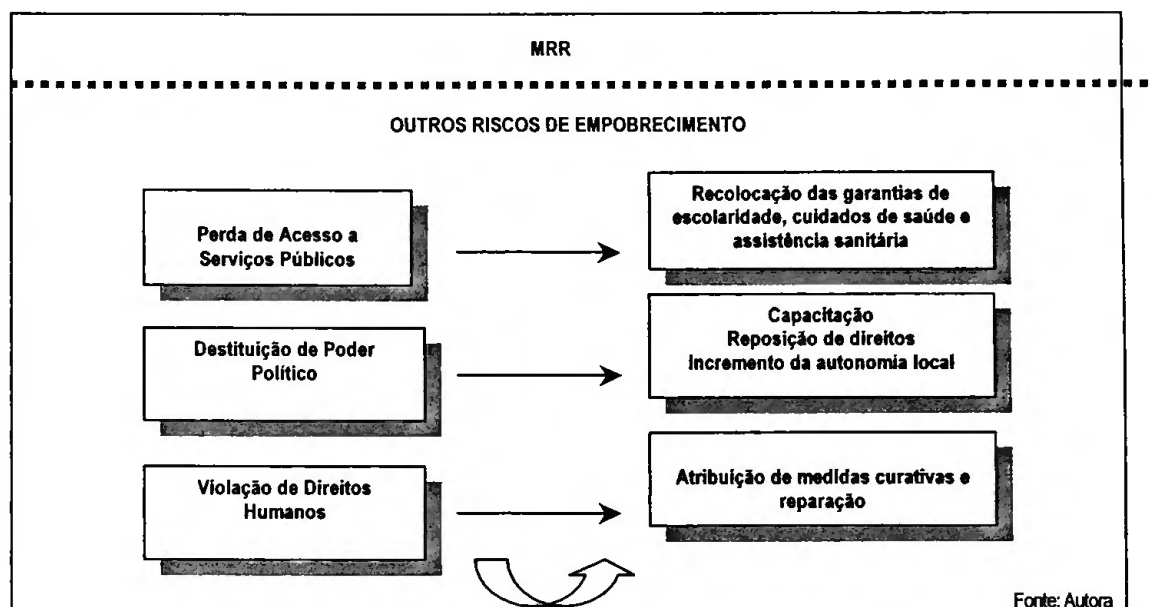 MRR
OUTROS RISCOS DE EMPOBRECIMENTO
Perda de Acesso a
Serviços Públicos
Recolocação das garantias de
escolaridade, cuidados de saúde e
assistência sanitária
Destituição de Poder
Político
Capacitação
Reposição de direitos
Incremento da autonomia local
Violação de Direitos
Humanos
Atribuição de medidas curativas e
reparação
Fonte: Autora